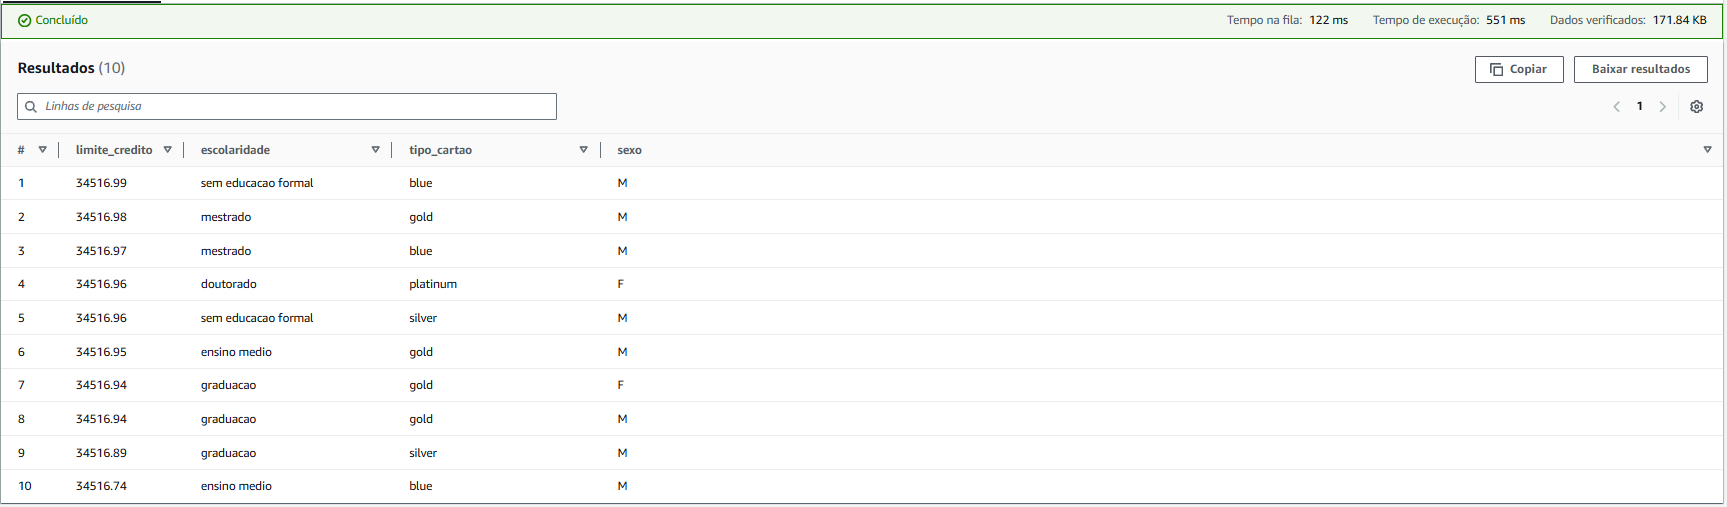 Concluído Tempo na fila: 122 ms Tempo de execução: 551 ms Dados verificados: 171.84 KB
Resultados (10) Copiar Baixar resultados
Linhas de pesquisa 1
# limite_credito escolaridade tipo_cartao sexo
1 34516.99 sem educacao formal blue M
2 34516.98 mestrado gold M
3 34516.97 mestrado blue M
4 34516.96 doutorado platinum F
5 34516.96 sem educacao formal silver M
6 34516.95 ensino medio gold M
7 34516.94 graduacao gold F
8 34516.94 graduacao gold M
9 34516.89 graduacao silver M
10 34516.74 ensino medio blue M